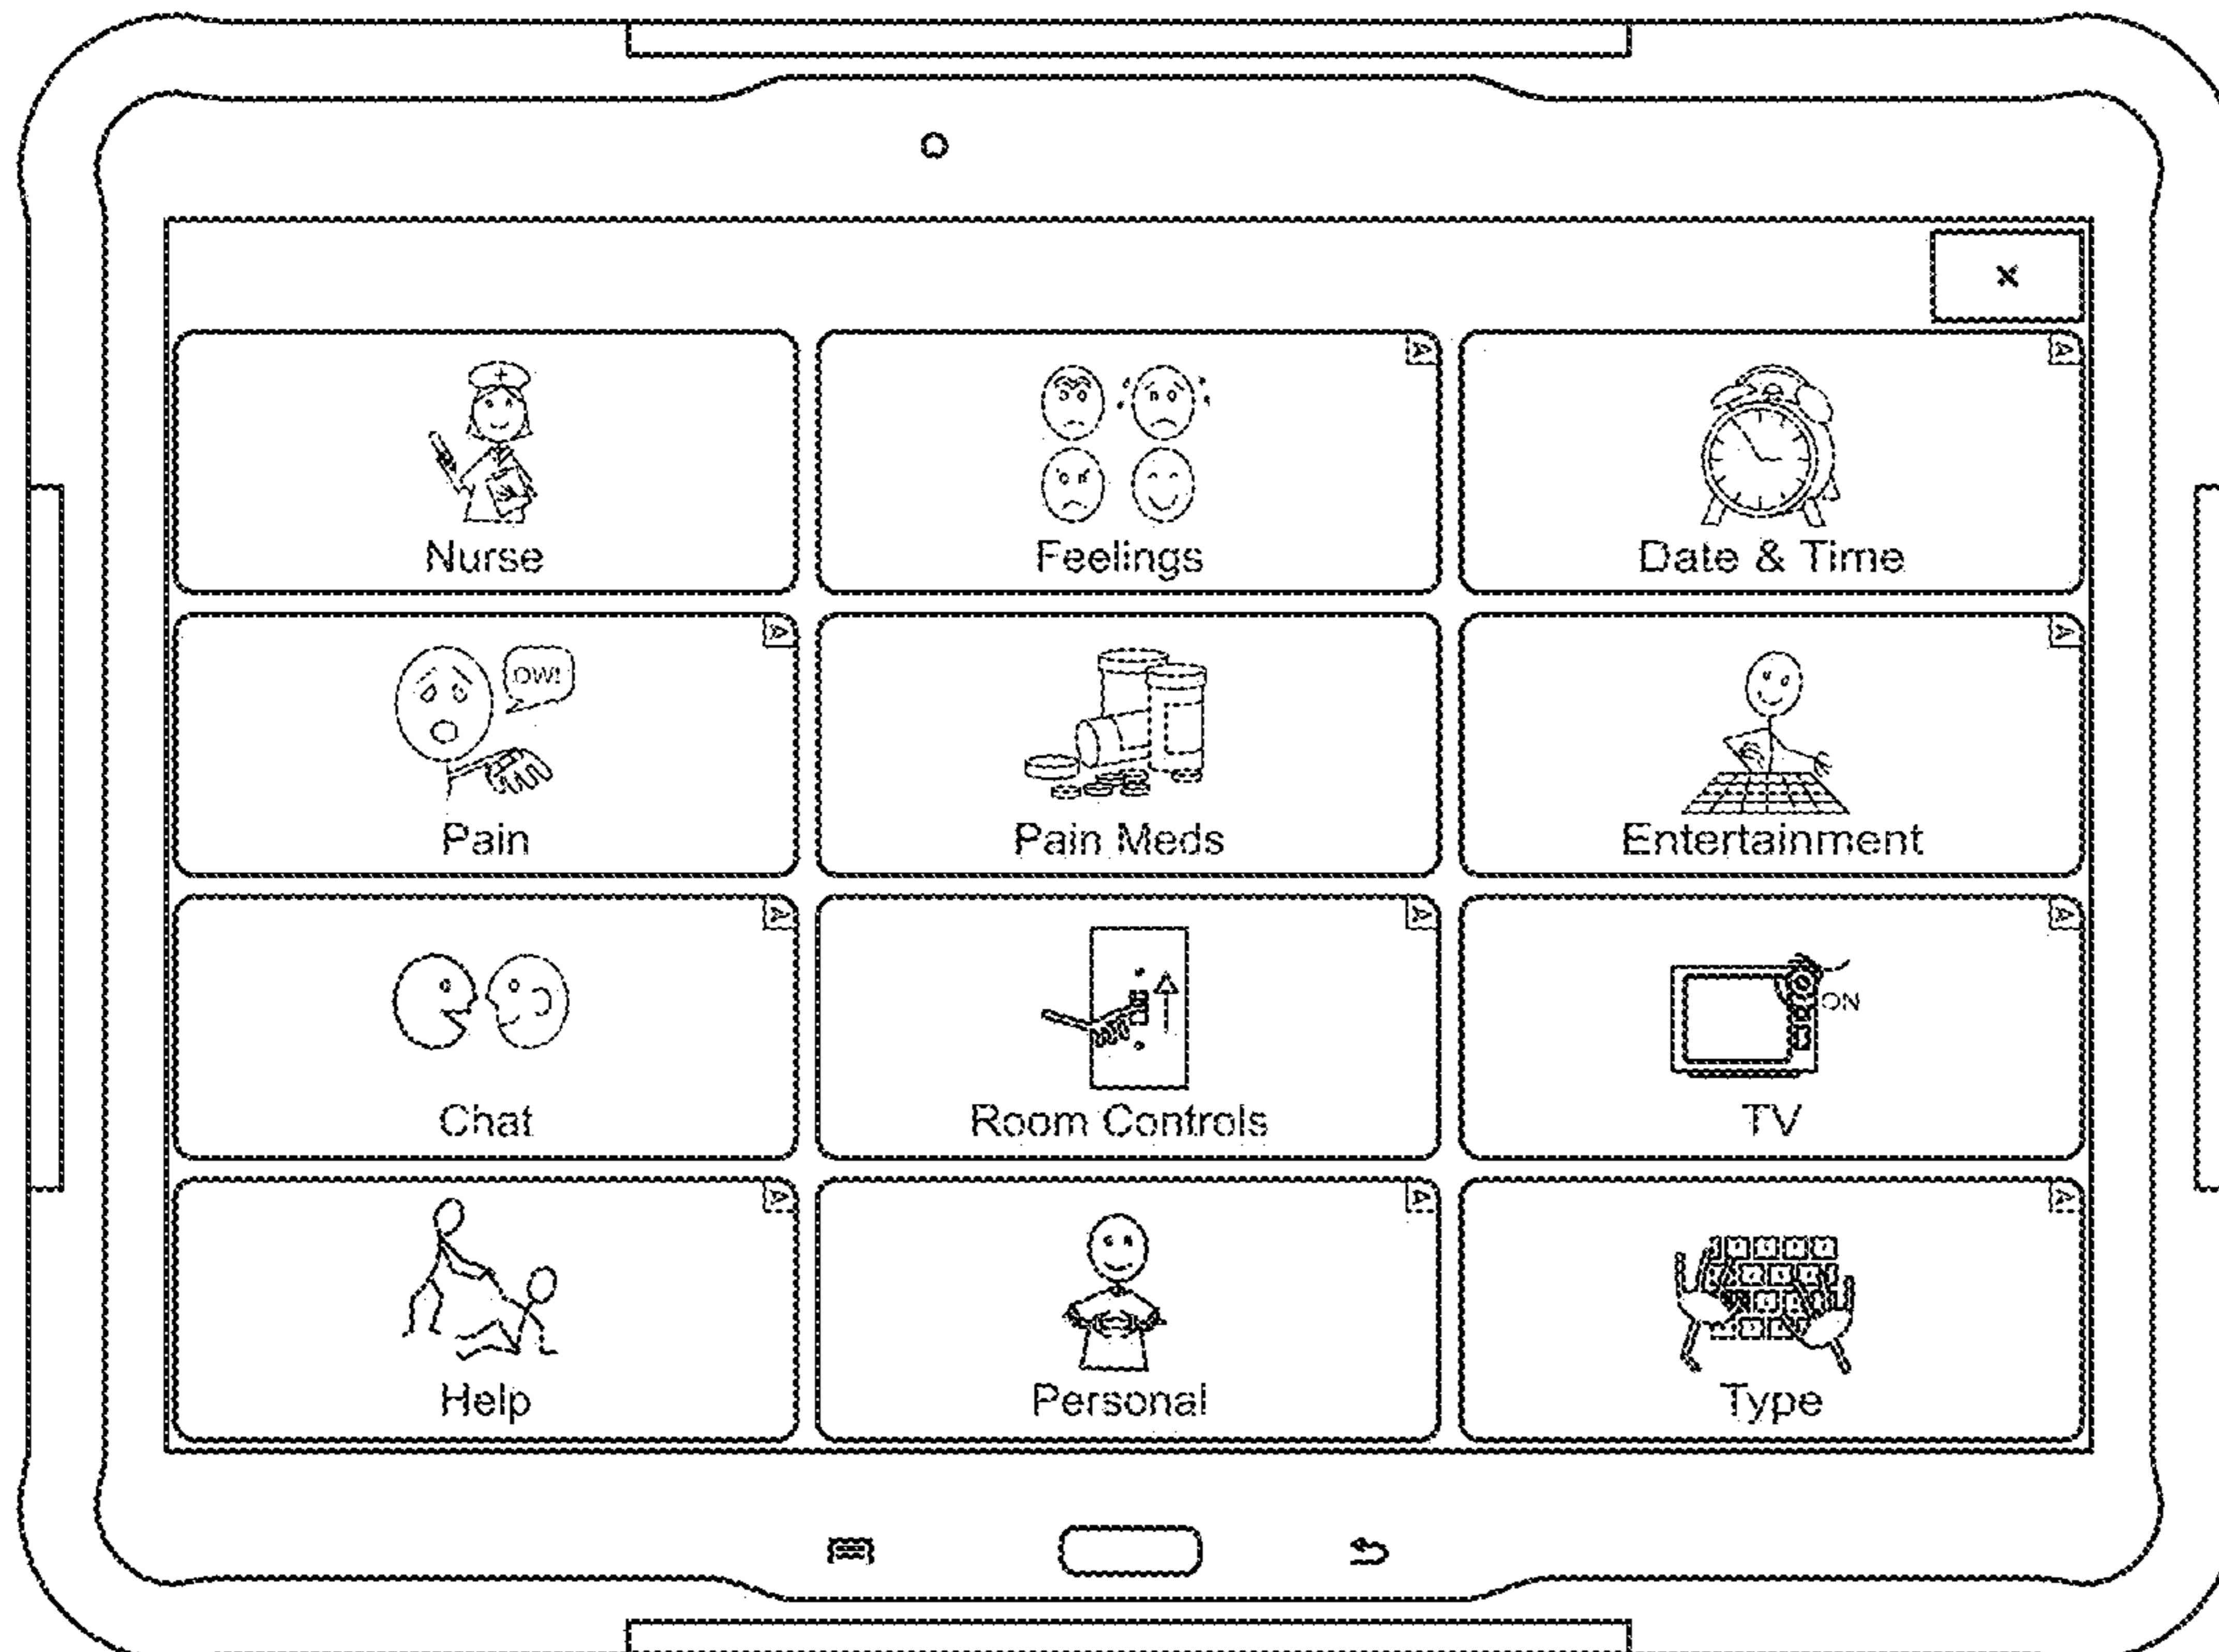 ×
Nurse
Feelings
Date & Time
OW!
Pain
Pain Meds
Entertainment
Chat
Room Controls
ON
TV
Help
Personal
Type